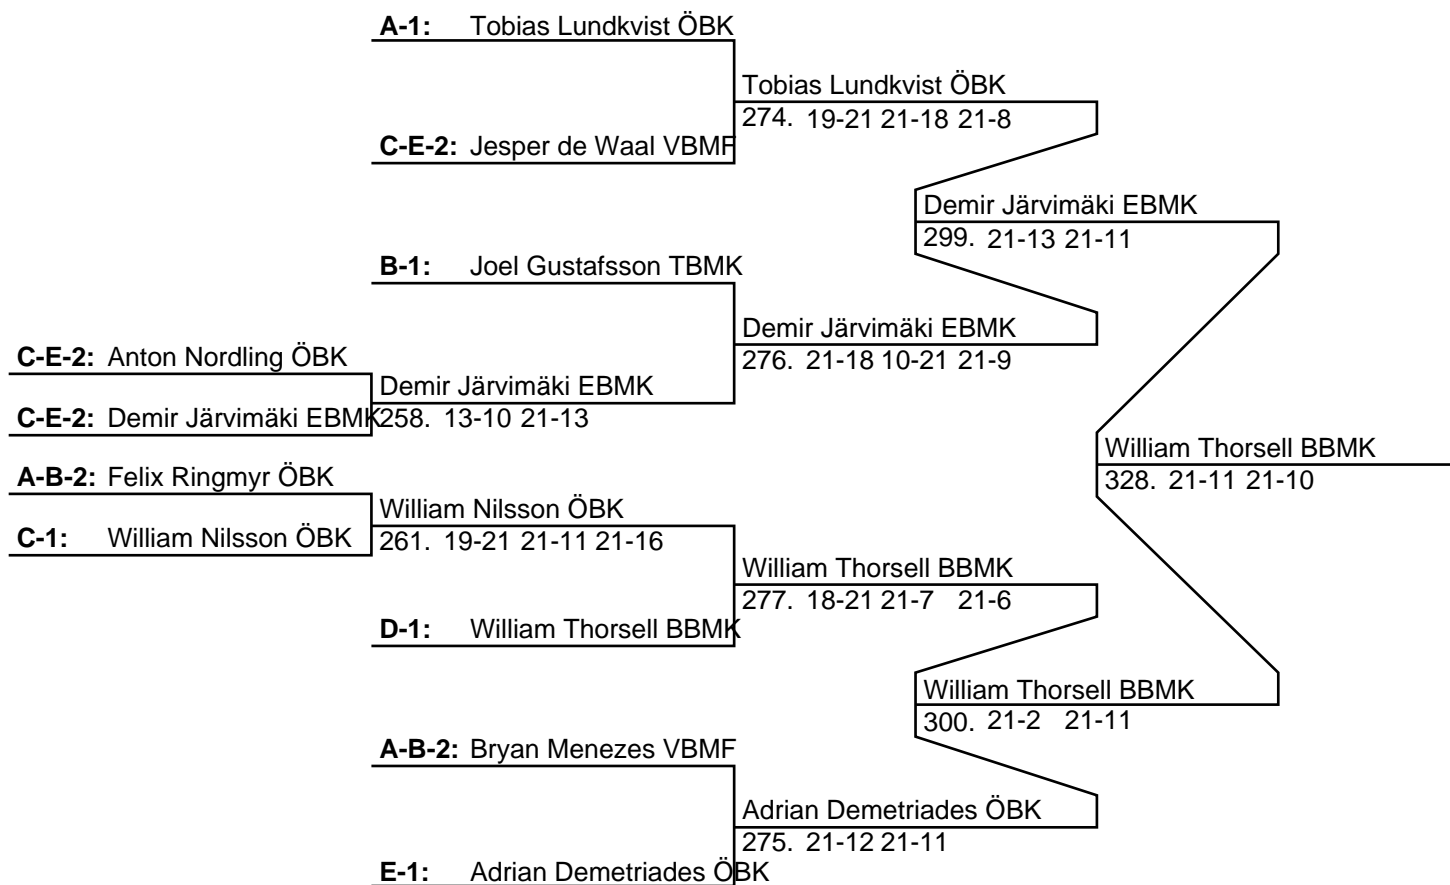 A-1: Tobias Lundkvist ÖBK
Tobias Lundkvist ÖBK
274. 19-21 21-18 21-8
C-E-2: Jesper de Waal VBMF
Demir Järvimäki EBMK
299. 21-13 21-11
B-1: Joel Gustafsson TBMK
Demir Järvimäki EBMK
276. 21-18 10-21 21-9
C-E-2: Anton Nordling ÖBK
Demir Järvimäki EBMK
258. 13-10 21-13
C-E-2: Demir Järvimäki EBMK
William Thorsell BBMK
328. 21-11 21-10
A-B-2: Felix Ringmyr ÖBK
William Nilsson ÖBK
261. 19-21 21-11 21-16
C-1: William Nilsson ÖBK
William Thorsell BBMK
277. 18-21 21-7 21-6
D-1: William Thorsell BBMK
William Thorsell BBMK
300. 21-2 21-11
A-B-2: Bryan Menezes VBMF
Adrian Demetriades ÖBK
275. 21-12 21-11
E-1: Adrian Demetriades ÖBK